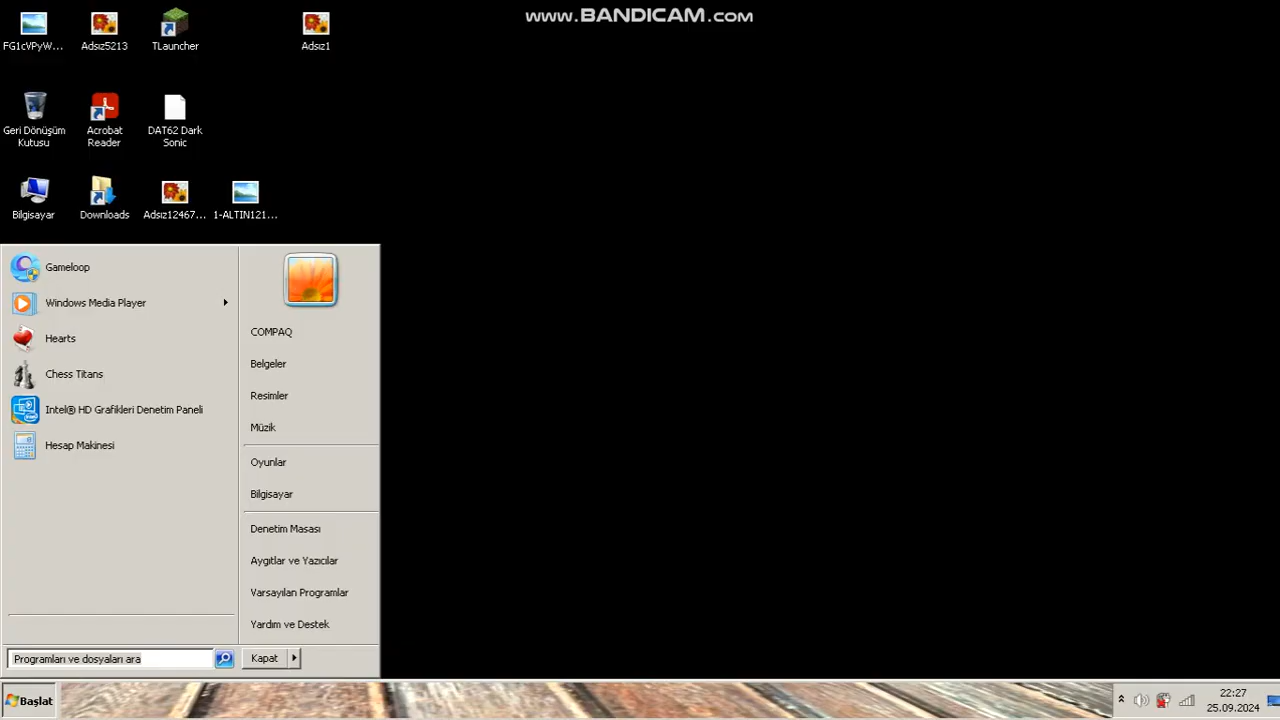 www.BANDICAM.com
FG1cVPyW...
Adsız5213
TLauncher
Adsız1
Geri Dönüşüm
Kutusu
Acrobat
Reader
DAT62 Dark
Sonic
Bilgisayar
Downloads
Adsız12467...
1-ALTIN121...
Gameloop
Windows Media Player
Hearts
Chess Titans
Intel® HD Grafikleri Denetim Paneli
Hesap Makinesi
COMPAQ
Belgeler
Resimler
Müzik
Oyunlar
Bilgisayar
Denetim Masası
Aygıtlar ve Yazıcılar
Varsayılan Programlar
Yardım ve Destek
Programları ve dosyaları ara
Kapat
Başlat
22:27
25.09.2024